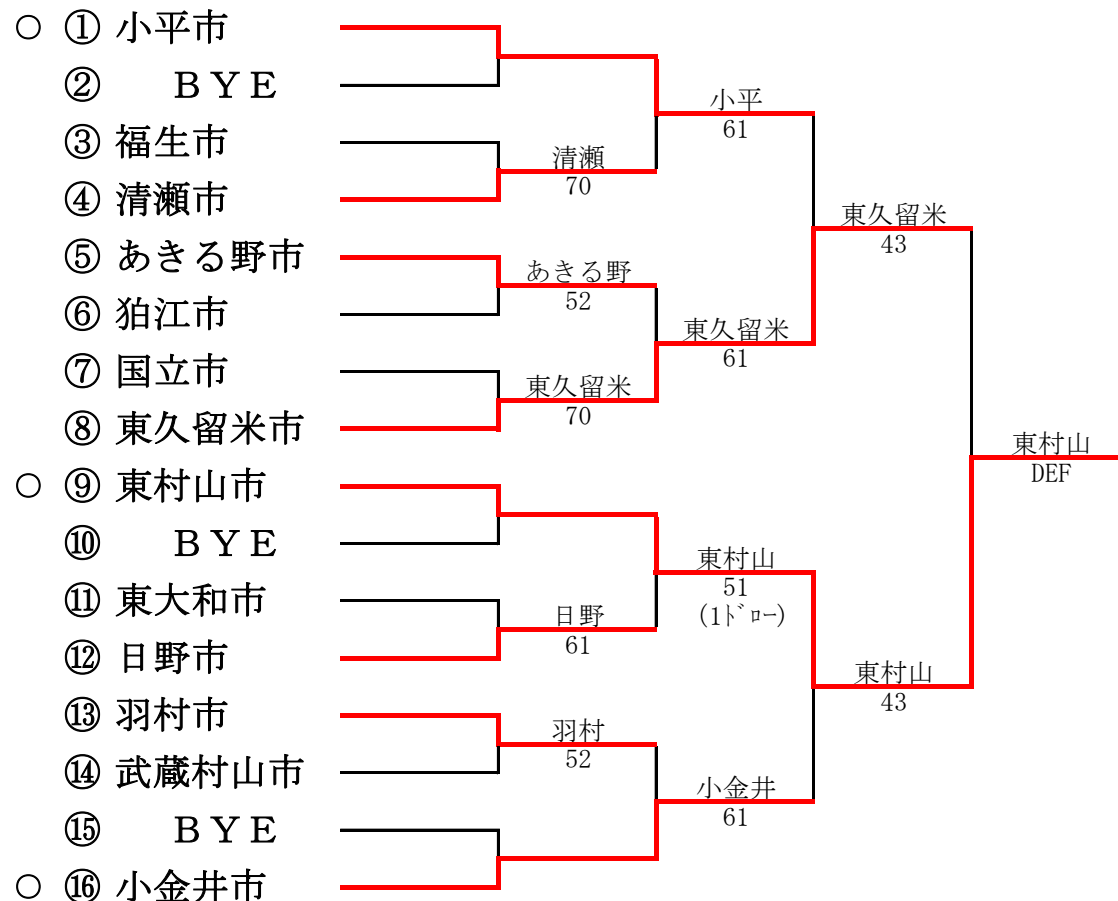 ○ ① 小平市
② ＢＹＥ
③ 福生市
④ 清瀬市
⑤ あきる野市
⑥ 狛江市
⑦ 国立市
⑧ 東久留米市
○ ⑨ 東村山市
⑩ ＢＹＥ
⑪ 東大和市
⑫ 日野市
⑬ 羽村市
⑭ 武蔵村山市
⑮ ＢＹＥ
○ ⑯ 小金井市
清瀬
70
あきる野
52
東久留米
70
日野
61
羽村
52
小平
61
東久留米
61
東村山
51
(1ﾄﾞﾛｰ)
小金井
61
東久留米
43
東村山
43
東村山
DEF